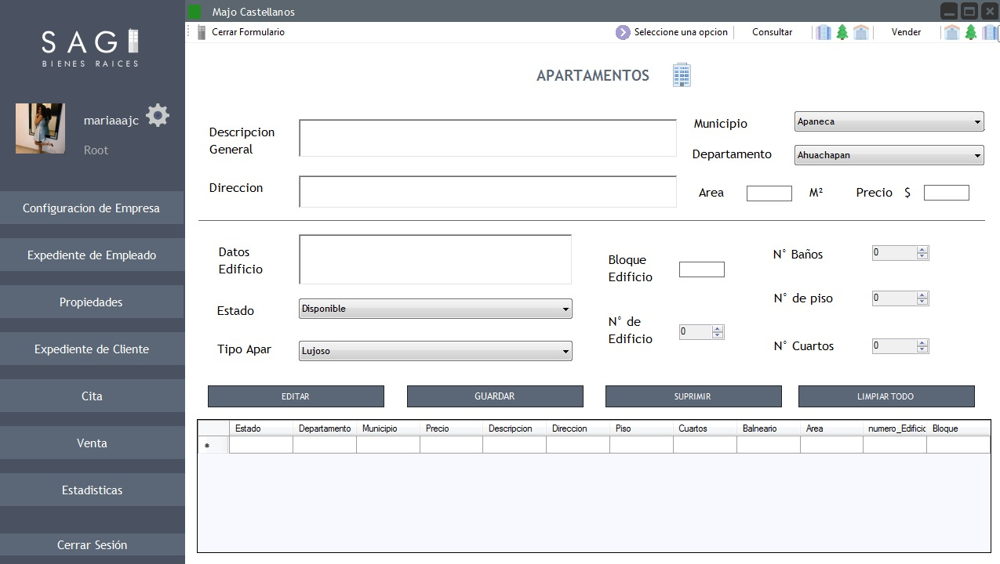 Majo Castellanos
Cerrar Formulario
Seleccione una opcion
Consultar
Vender
SAGI
BIENES RAICES
mariaaajc
Root
Configuracion de Empresa
Expediente de Empleado
Propiedades
Expediente de Cliente
Cita
Venta
Estadisticas
Cerrar Sesión
APARTAMENTOS
Descripcion
General
Municipio
Apaneca
Departamento
Ahuachapan
Direccion
Area
M²
Precio $
Datos
Edificio
Bloque
Edificio
N° Baños
0
N° de piso
0
Estado
Disponible
N° de
Edificio
0
Tipo Apar
Lujoso
N° Cuartos
0
EDITAR
GUARDAR
SUPRIMIR
LIMPIAR TODO
Estado Departamento Municipio Precio Descripcion Direccion Piso Cuartos Balneario Area numero_Edificio Bloque
*